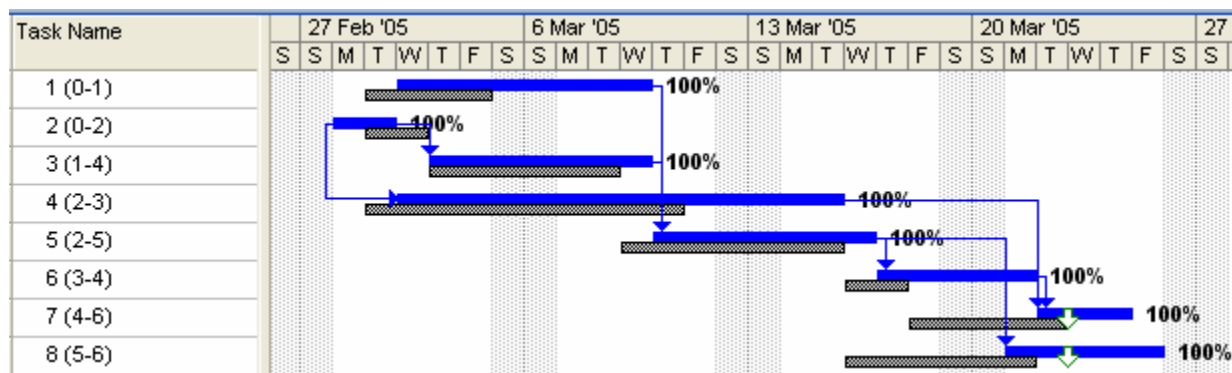 Task Name 27 Feb '05 6 Mar '05 13 Mar '05 20 Mar '05 27
S S M T W T F S S M T W T F S S M T W T F S S M T W T F S S
1 (0-1) 100%
2 (0-2) 100%
3 (1-4) 100%
4 (2-3) 100%
5 (2-5) 100%
6 (3-4) 100%
7 (4-6) 100%
8 (5-6) 100%